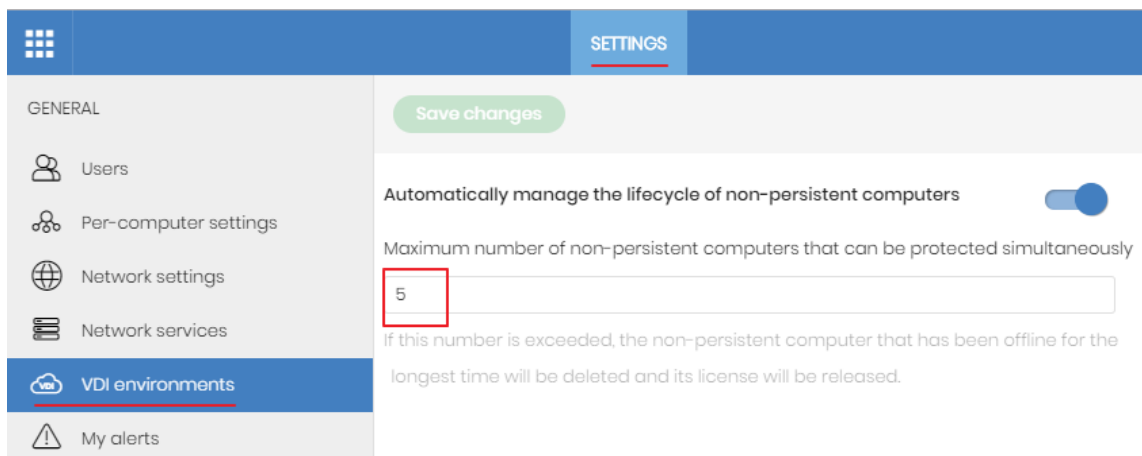 SETTINGS
GENERAL
Users
Per-computer settings
Network settings
Network services
VDI
VDI environments
My alerts
Save changes
Automatically manage the lifecycle of non-persistent computers
Maximum number of non-persistent computers that can be protected simultaneously
5
If this number is exceeded, the non-persistent computer that has been offline for the
longest time will be deleted and its license will be released.